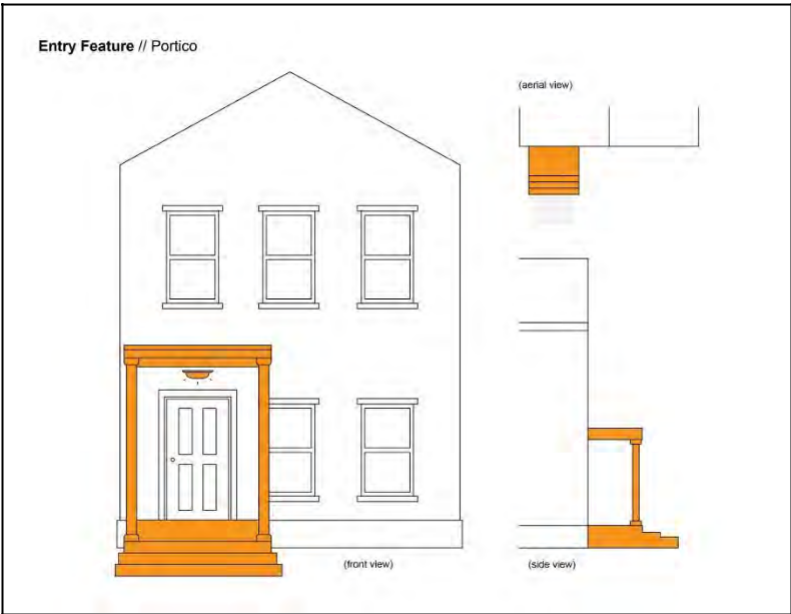 Entry Feature // Portico
(aerial view)
(front view)
(side view)